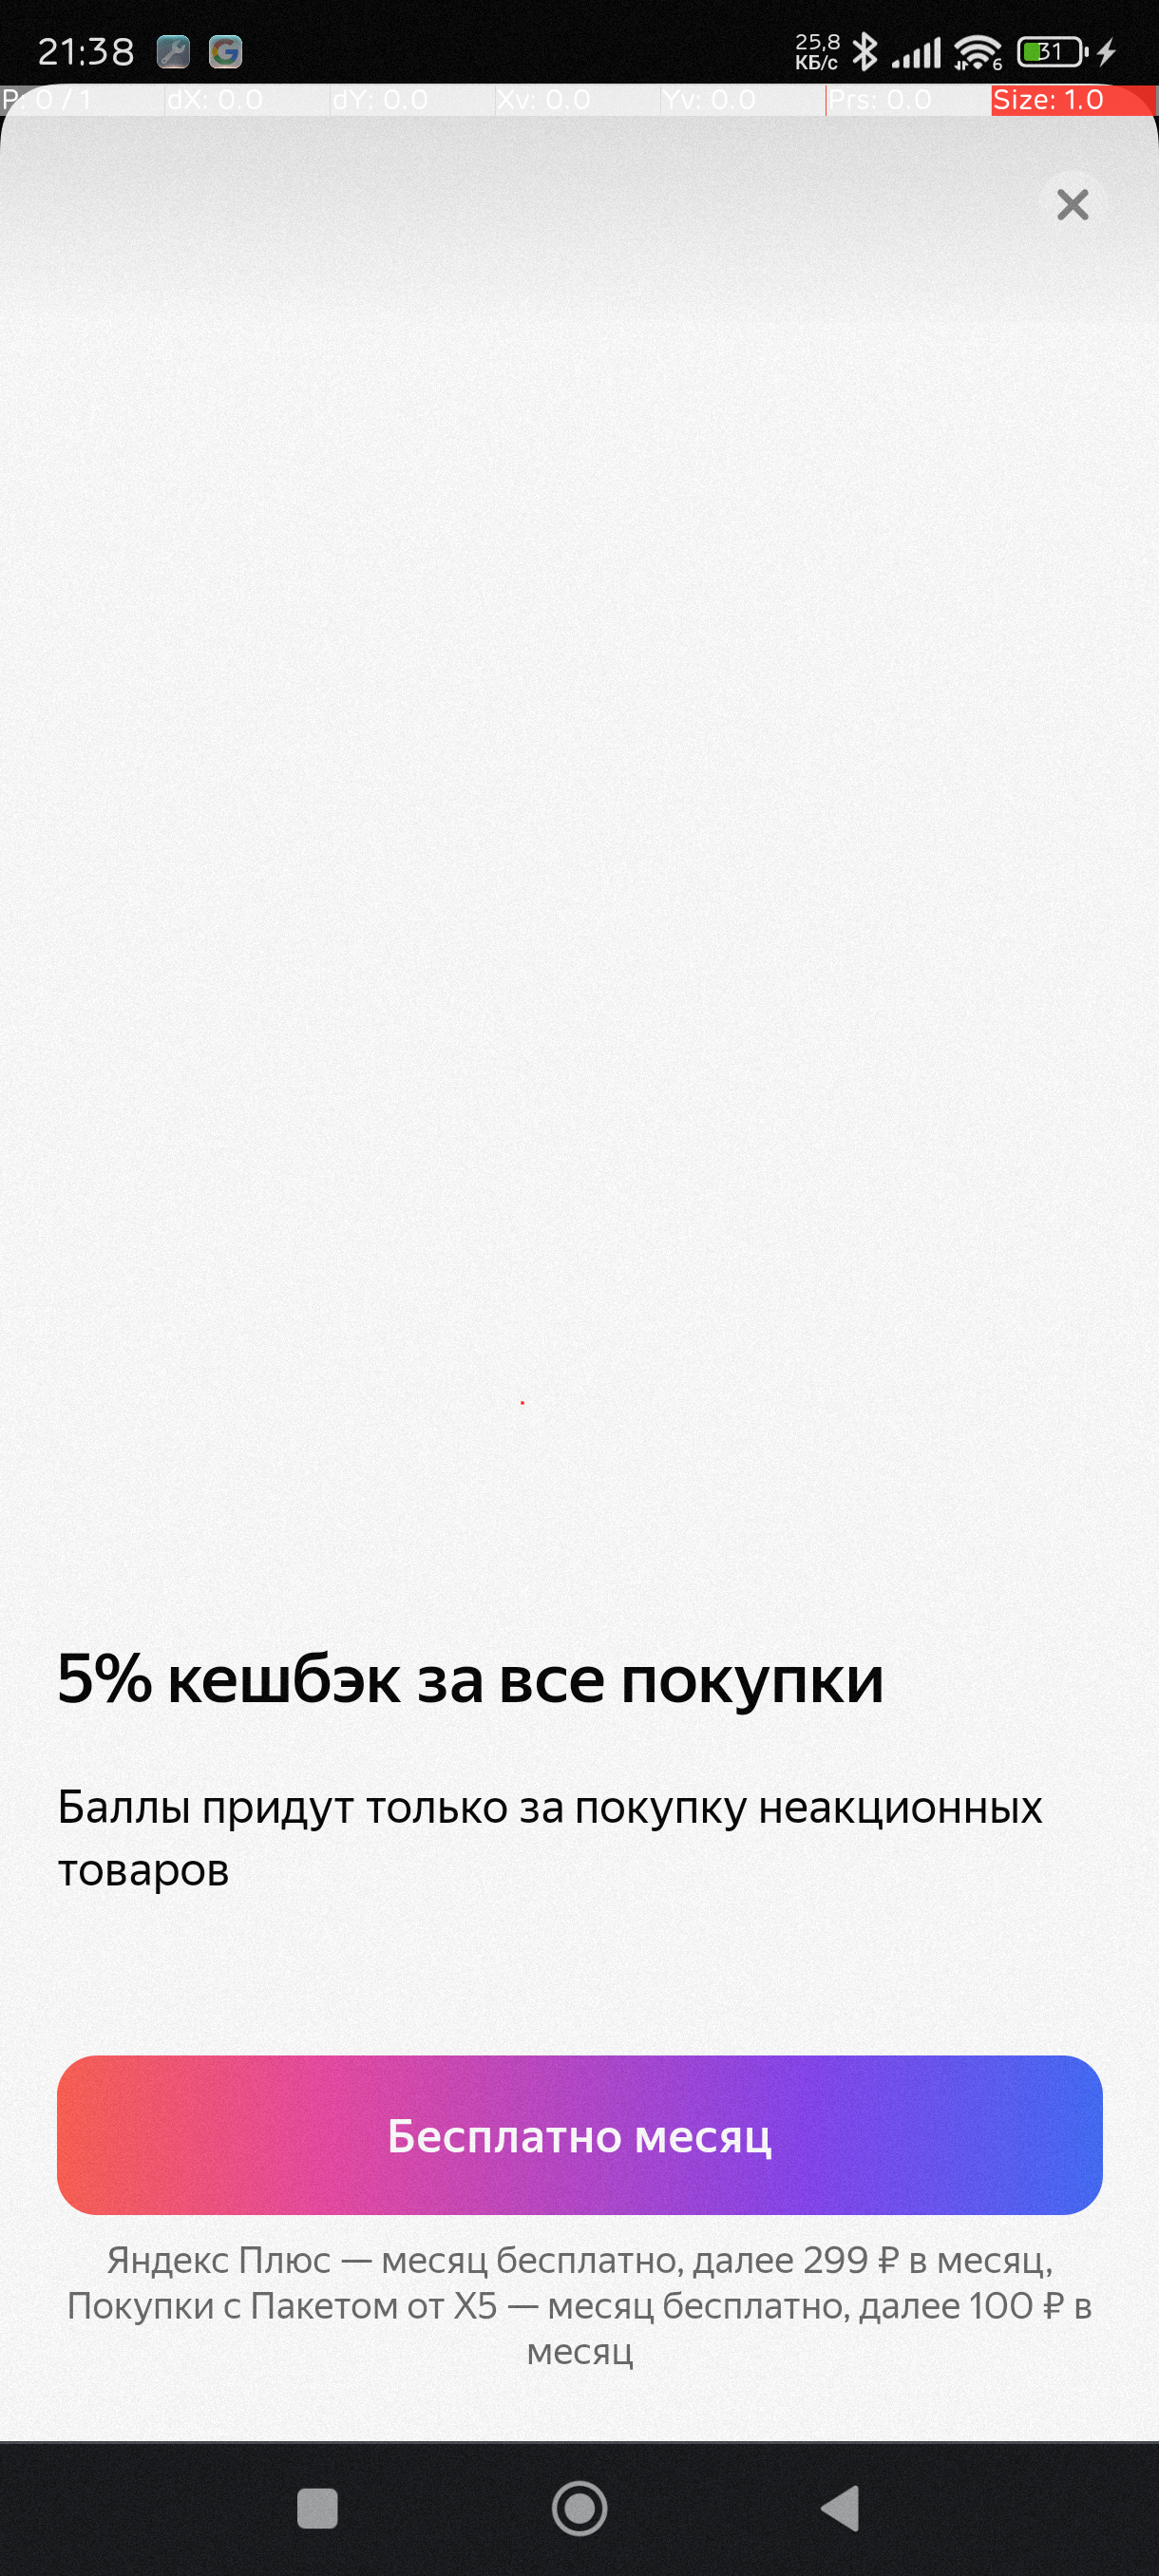 21:38
25,8
КБ/с
6
31
P: 0 / 1 dX: 0.0 dY: 0.0 Xv: 0.0 Yv: 0.0 Prs: 0.0 Size: 1.0
5% кешбэк за все покупки
Баллы придут только за покупку неакционных
товаров
Бесплатно месяц
Яндекс Плюс — месяц бесплатно, далее 299 ₽ в месяц,
Покупки с Пакетом от X5 — месяц бесплатно, далее 100 ₽ в
месяц